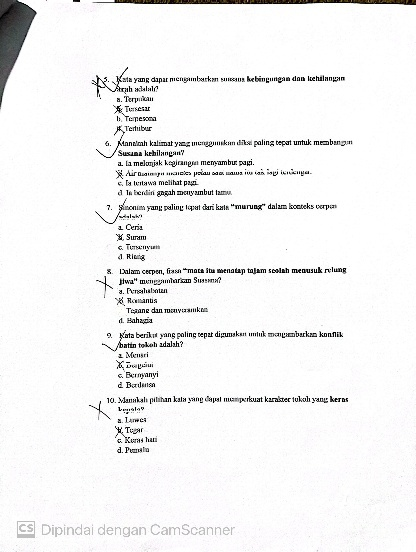 5. Kata yang dapat menggambarkan suasana kebingungan dan kehilangan
arah adalah?
a. Terpukau
Tersesat
b. Terpesona
d. Terhibur
6. Manakah kalimat yang menggunakan diksi paling tepat untuk membangun
Susana kehilangan?
a. Ia melonjak kegirangan menyambut pagi.
Air matanya menetes pelan saat nama itu tak lagi terdengar.
c. Ia tertawa melihat pagi.
d. Ia berdiri gagah menyambut tamu.
7. Sinonim yang paling tepat dari kata “murung” dalam konteks cerpen
adalah?
a. Ceria
b. Suram
c. Tersenyum
d. Riang
8. Dalam cerpen, frasa “mata itu menatap tajam seolah menusuk relung
jiwa” menggambarkan Suasana?
a. Persahabatan
b. Romantis
Tegang dan menyeramkan
d. Bahagia
9. Kata berikut yang paling tepat digunakan untuk mengambarkan konflik
batin tokoh adalah?
a. Menari
b. Bergelut
c. Bernyanyi
d. Berdansa
10. Manakah pilihan kata yang dapat memperkuat karakter tokoh yang keras
kepala?
a. Luwes
b. Tegar
c. Keras hati
d. Pemalu
CS Dipindai dengan CamScanner